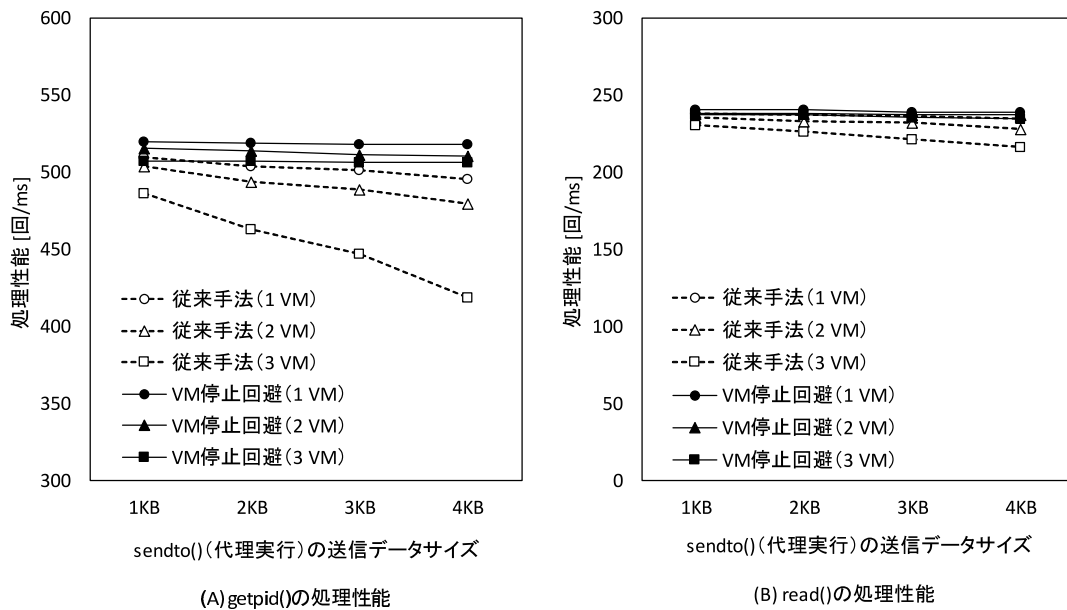 600
550
500
450
400
350
300
処理性能 [回/ms]
従来手法(1 VM)
従来手法(2 VM)
従来手法(3 VM)
VM停止回避(1 VM)
VM停止回避(2 VM)
VM停止回避(3 VM)
1KB 2KB 3KB 4KB
sendto()(代理実行)の送信データサイズ
(A) getpid()の処理性能
300
250
200
150
100
50
0
処理性能 [回/ms]
従来手法(1 VM)
従来手法(2 VM)
従来手法(3 VM)
VM停止回避(1 VM)
VM停止回避(2 VM)
VM停止回避(3 VM)
1KB 2KB 3KB 4KB
sendto()(代理実行)の送信データサイズ
(B) read()の処理性能